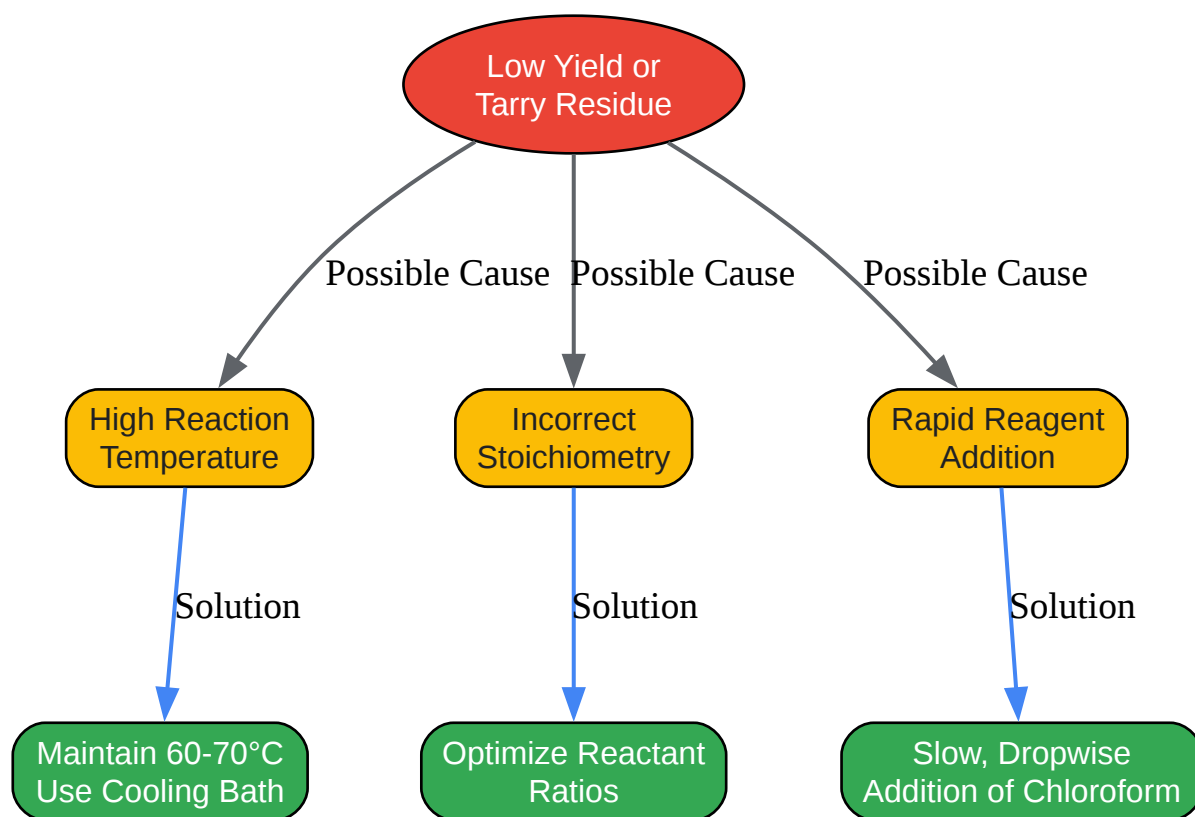 Low Yield or
Tarry Residue
Possible Cause
Possible Cause
Possible Cause
High Reaction
Temperature
Incorrect
Stoichiometry
Rapid Reagent
Addition
Solution
Solution
Solution
Maintain 60-70°C
Use Cooling Bath
Optimize Reactant
Ratios
Slow, Dropwise
Addition of Chloroform